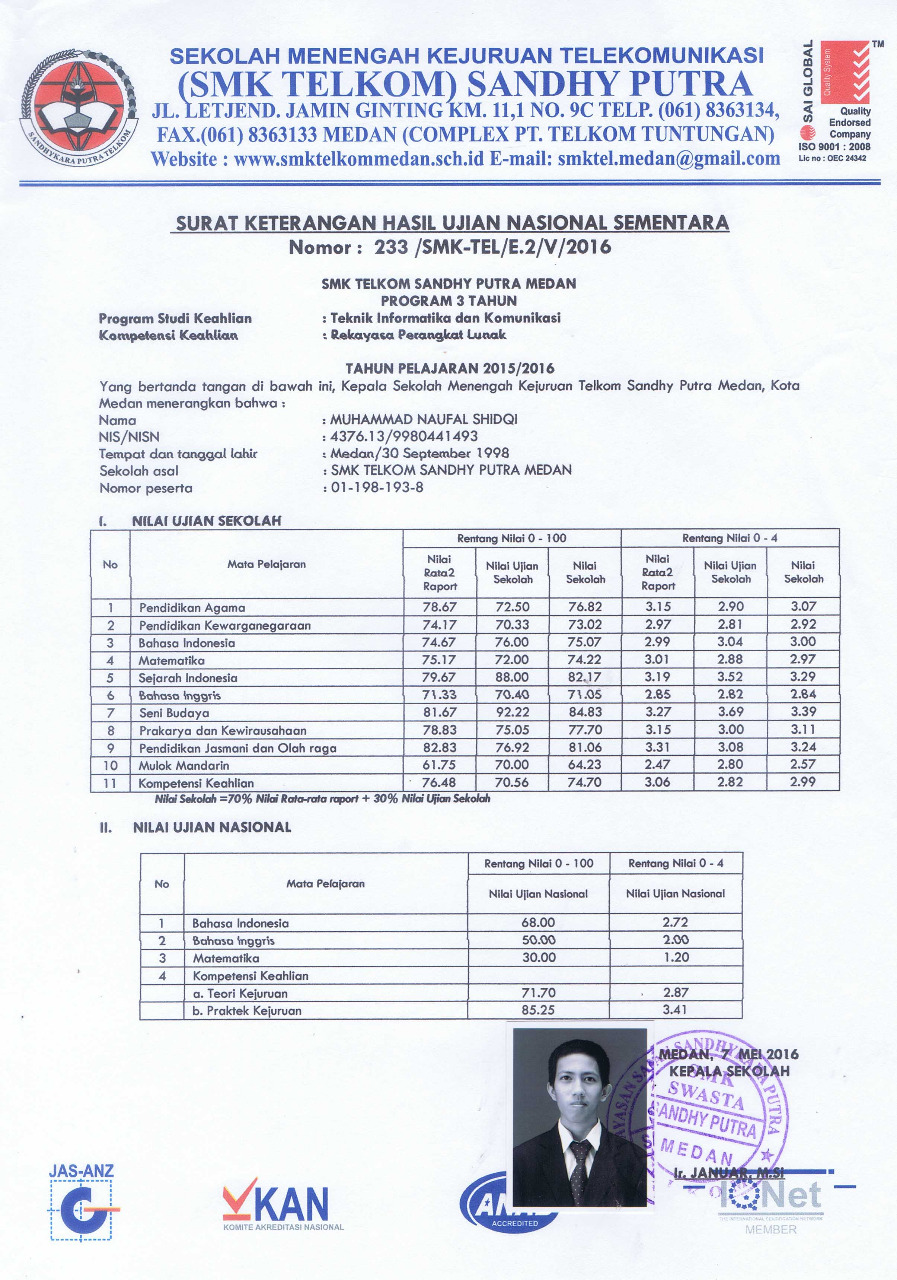 SEKOLAH MENENGAH KEJURUAN TELEKOMUNIKASI
(SMK TELKOM) SANDHY PUTRA
JL. LETJEND. JAMIN GINTING KM. 11,1 NO. 9C TELP. (061) 8363134,
FAX.(061) 8363133 MEDAN (COMPLEX PT. TELKOM TUNTUNGAN)
Website : www.smktelkommedan.sch.id E-mail: smktel.medan@gmail.com
SANDHYKARA PUTRA TELKOM
SAI GLOBAL
Quality System
TM
Quality
Endorsed
Company
ISO 9001 : 2008
Lic no : OEC 24342
SURAT KETERANGAN HASIL UJIAN NASIONAL SEMENTARA
Nomor : 233 /SMK-TEL/E.2/V/2016
SMK TELKOM SANDHY PUTRA MEDAN
PROGRAM 3 TAHUN
Program Studi Keahlian : Teknik Informatika dan Komunikasi
Kompetensi Keahlian : Rekayasa Perangkat Lunak
TAHUN PELAJARAN 2015/2016
Yang bertanda tangan di bawah ini, Kepala Sekolah Menengah Kejuruan Telkom Sandhy Putra Medan, Kota
Medan menerangkan bahwa :
Nama : MUHAMMAD NAUFAL SHIDQI
NIS/NISN : 4376.13/9980441493
Tempat dan tanggal lahir : Medan/30 September 1998
Sekolah asal : SMK TELKOM SANDHY PUTRA MEDAN
Nomor peserta : 01-198-193-8
I. NILAI UJIAN SEKOLAH
No Mata Pelajaran Rentang Nilai 0 - 100 Rentang Nilai 0 - 4
Nilai Rata2 Raport Nilai Ujian Sekolah Nilai Sekolah Nilai Rata2 Raport Nilai Ujian Sekolah Nilai Sekolah
1 Pendidikan Agama 78.67 72.50 76.82 3.15 2.90 3.07
2 Pendidikan Kewarganegaraan 74.17 70.33 73.02 2.97 2.81 2.92
3 Bahasa Indonesia 74.67 76.00 75.07 2.99 3.04 3.00
4 Matematika 75.17 72.00 74.22 3.01 2.88 2.97
5 Sejarah Indonesia 79.67 88.00 82.17 3.19 3.52 3.29
6 Bahasa Inggris 71.33 70.40 71.05 2.85 2.82 2.84
7 Seni Budaya 81.67 92.22 84.83 3.27 3.69 3.39
8 Prakarya dan Kewirausahaan 78.83 75.05 77.70 3.15 3.00 3.11
9 Pendidikan Jasmani dan Olah raga 82.83 76.92 81.06 3.31 3.08 3.24
10 Mulok Mandarin 61.75 70.00 64.23 2.47 2.80 2.57
11 Kompetensi Keahlian 76.48 70.56 74.70 3.06 2.82 2.99
Nilai Sekolah =70% Nilai Rata-rata raport + 30% Nilai Ujian Sekolah
II. NILAI UJIAN NASIONAL
No Mata Pelajaran Rentang Nilai 0 - 100 Rentang Nilai 0 - 4
Nilai Ujian Nasional Nilai Ujian Nasional
1 Bahasa Indonesia 68.00 2.72
2 Bahasa Inggris 50.00 2.00
3 Matematika 30.00 1.20
4 Kompetensi Keahlian
a. Teori Kejuruan 71.70 2.87
b. Praktek Kejuruan 85.25 3.41
MEDAN, 7 MEI 2016
KEPALA SEKOLAH
SANDHYKARA PUTRA
SMK
SWASTA
SANDHY PUTRA
MEDAN
Ir. JANUAR, M.SI
JAS-ANZ
KAN
KOMITE AKREDITASI NASIONAL
ACCREDITED
IQNet
MEMBER